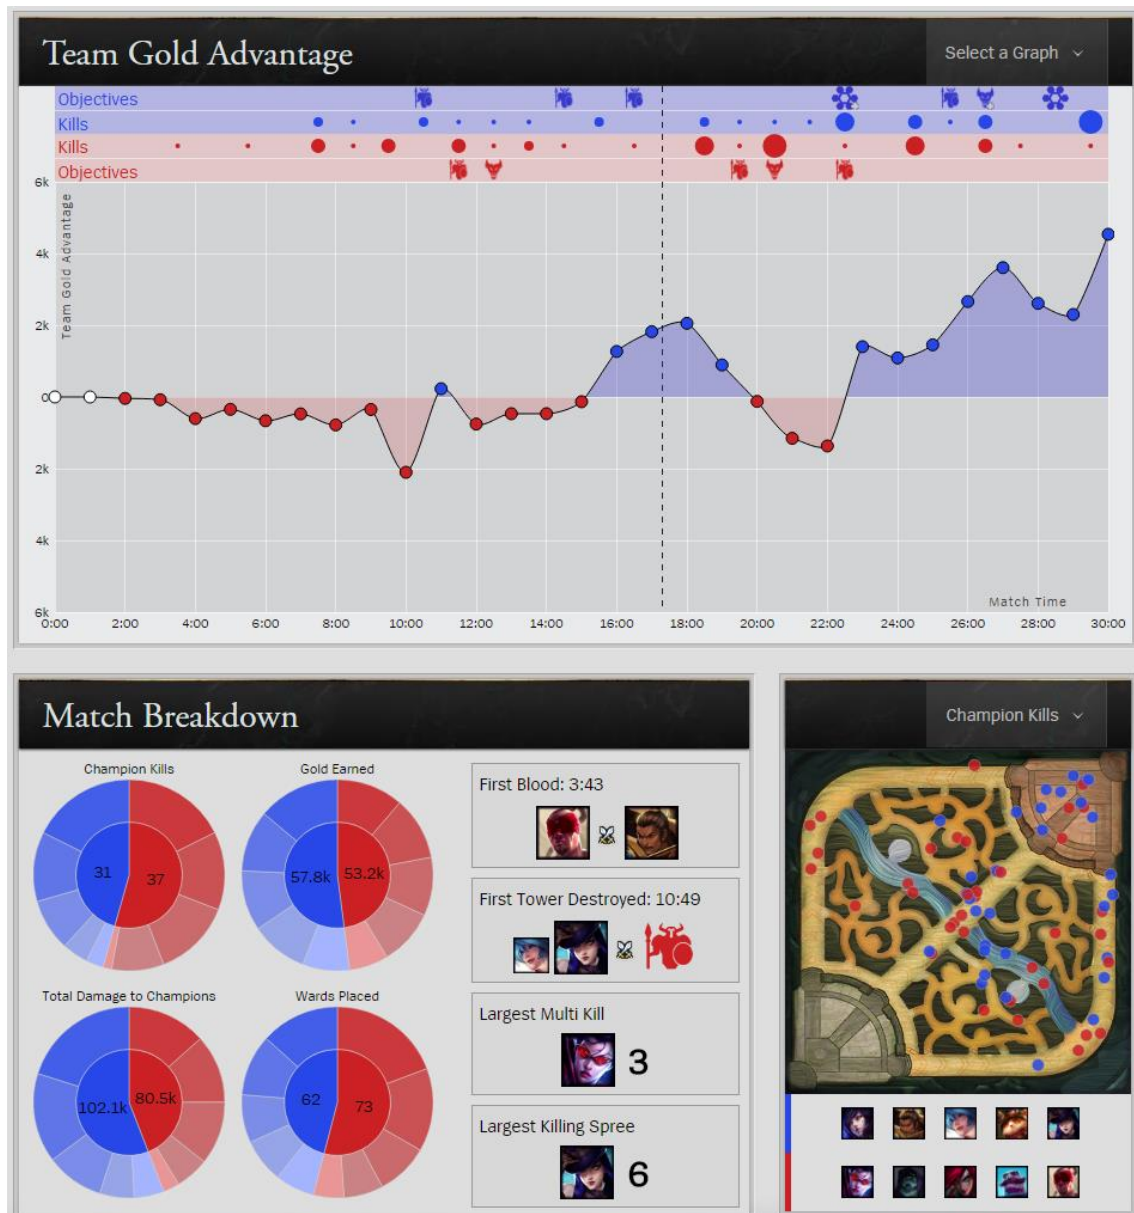 Team Gold Advantage
Select a Graph
Objectives
Kills
Kills
Objectives
6k
4k
2k
0
2k
4k
6k
Team Gold Advantage
Match Time
0:00 2:00 4:00 6:00 8:00 10:00 12:00 14:00 16:00 18:00 20:00 22:00 24:00 26:00 28:00 30:00
Match Breakdown
Champion Kills
Champion Kills
31 37
Gold Earned
57.8k 53.2k
Total Damage to Champions
102.1k 80.5k
Wards Placed
62 73
First Blood: 3:43
First Tower Destroyed: 10:49
Largest Multi Kill
3
Largest Killing Spree
6